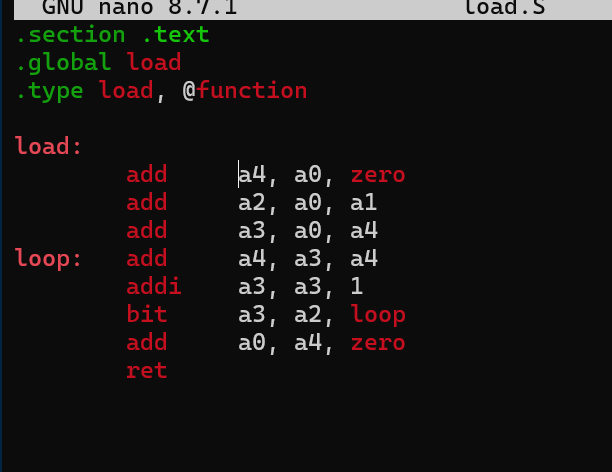 GNU nano 8.7.1 load.S
.section .text
.global load
.type load, @function
load:
add a4, a0, zero
add a2, a0, a1
add a3, a0, a4
loop: add a4, a3, a4
addi a3, a3, 1
bit a3, a2, loop
add a0, a4, zero
ret